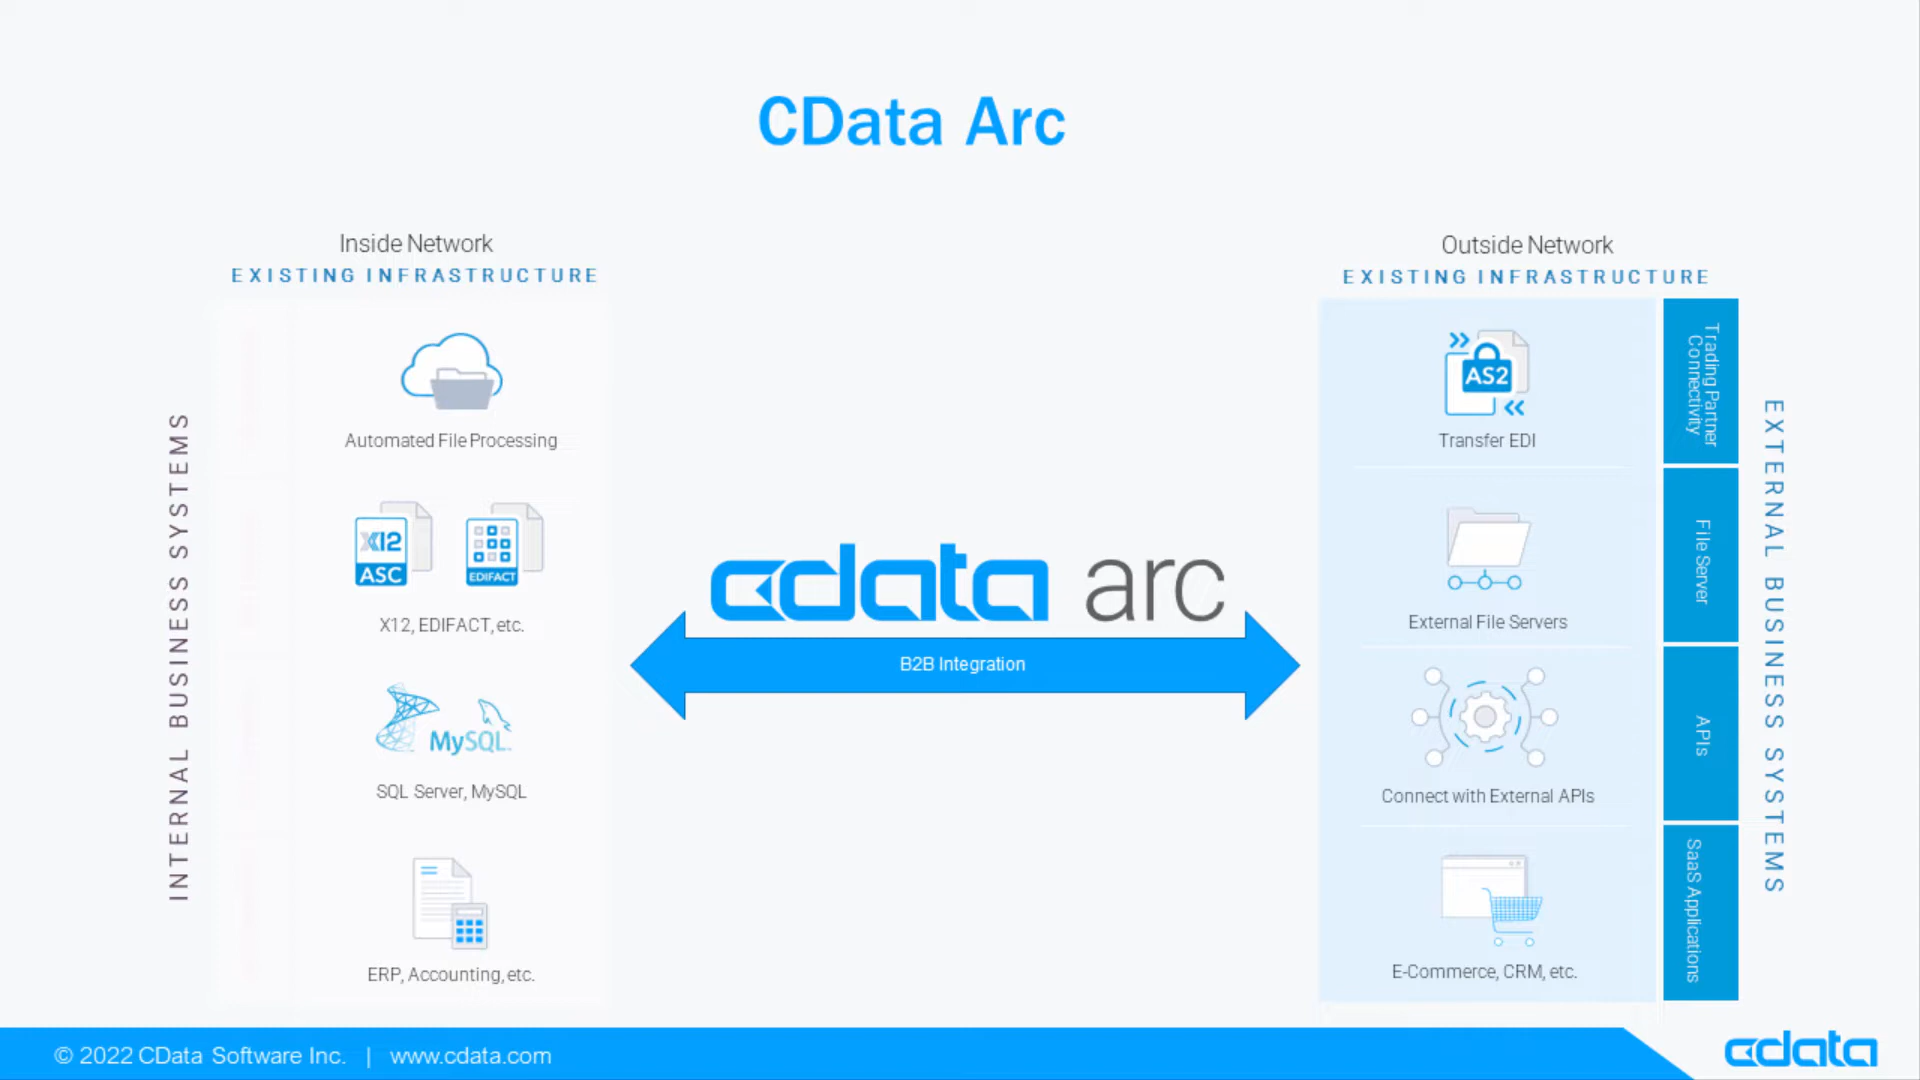 CData Arc
Inside Network
EXISTING INFRASTRUCTURE
INTERNAL BUSINESS SYSTEMS
Automated File Processing
X12
ASC
EDIFACT
X12, EDIFACT, etc.
MySQL
SQL Server, MySQL
ERP, Accounting, etc.
cdata arc
B2B Integration
Outside Network
EXISTING INFRASTRUCTURE
AS2
Transfer EDI
External File Servers
Connect with External APIs
E-Commerce, CRM, etc.
Trading Partner
Connectivity
File Server
APIs
SaaS Applications
EXTERNAL BUSINESS SYSTEMS
© 2022 CData Software Inc. | www.cdata.com
cdata